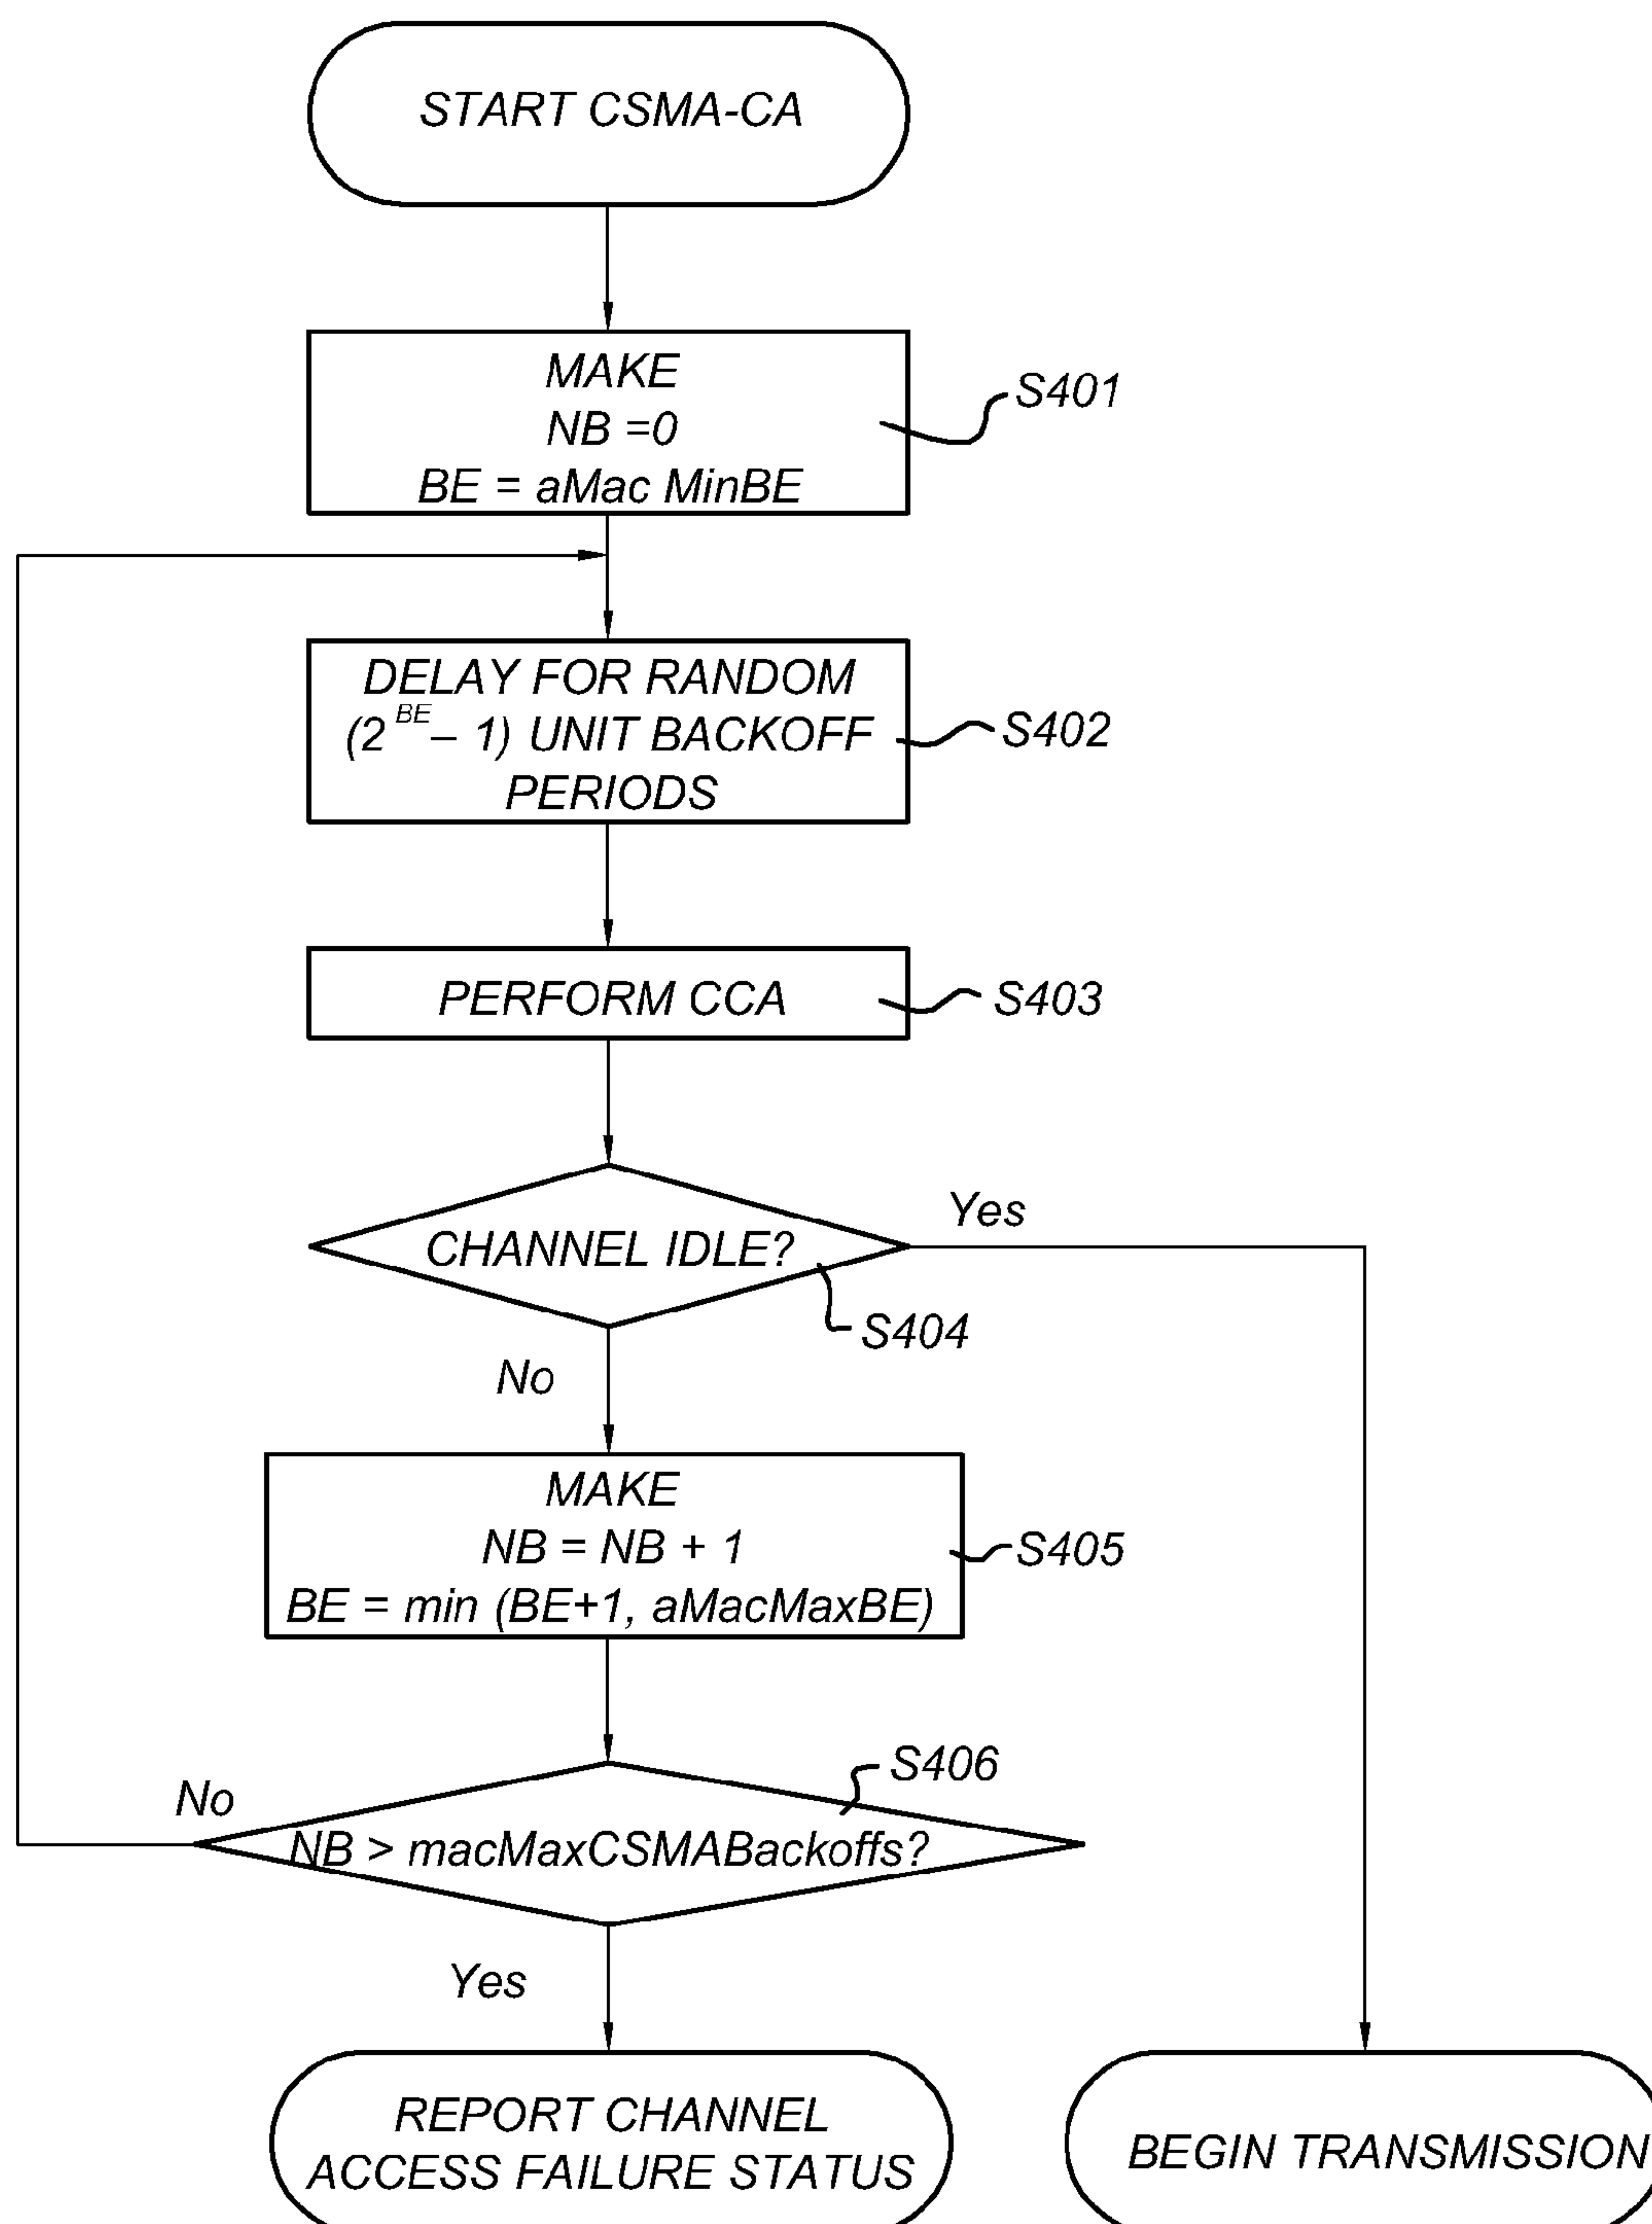 START CSMA-CA
MAKE
NB =0
BE = aMac MinBE
S401
DELAY FOR RANDOM
(2^BE – 1) UNIT BACKOFF
PERIODS
S402
PERFORM CCA
S403
CHANNEL IDLE?
Yes
S404
No
MAKE
NB = NB + 1
BE = min (BE+1, aMacMaxBE)
S405
S406
No
NB > macMaxCSMABackoffs?
Yes
REPORT CHANNEL
ACCESS FAILURE STATUS
BEGIN TRANSMISSION